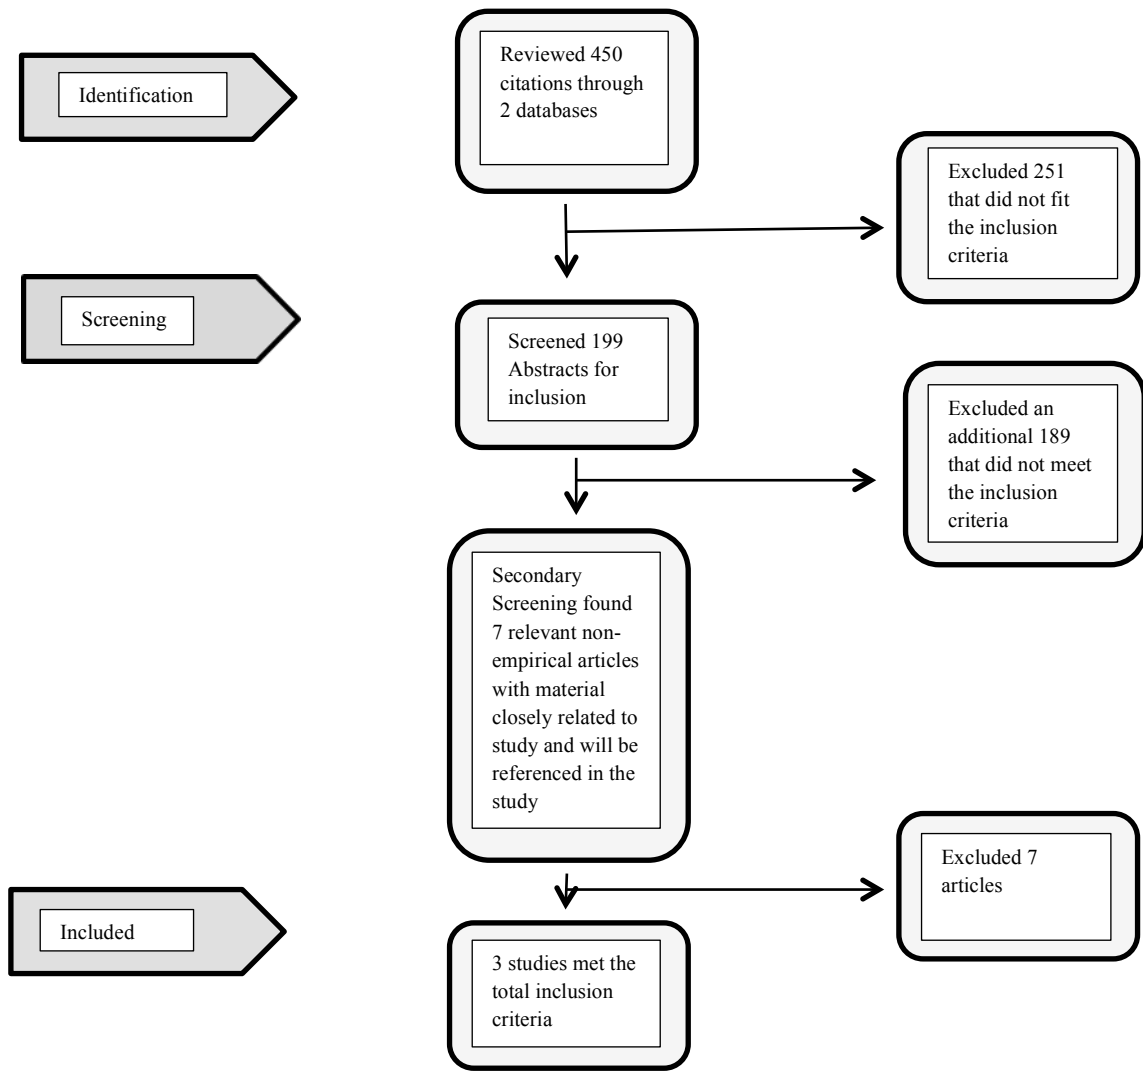 Identification
Reviewed 450
citations through
2 databases
Excluded 251
that did not fit
the inclusion
criteria
Screening
Screened 199
Abstracts for
inclusion
Excluded an
additional 189
that did not meet
the inclusion
criteria
Secondary
Screening found
7 relevant non-
empirical articles
with material
closely related to
study and will be
referenced in the
study
Excluded 7
articles
Included
3 studies met the
total inclusion
criteria